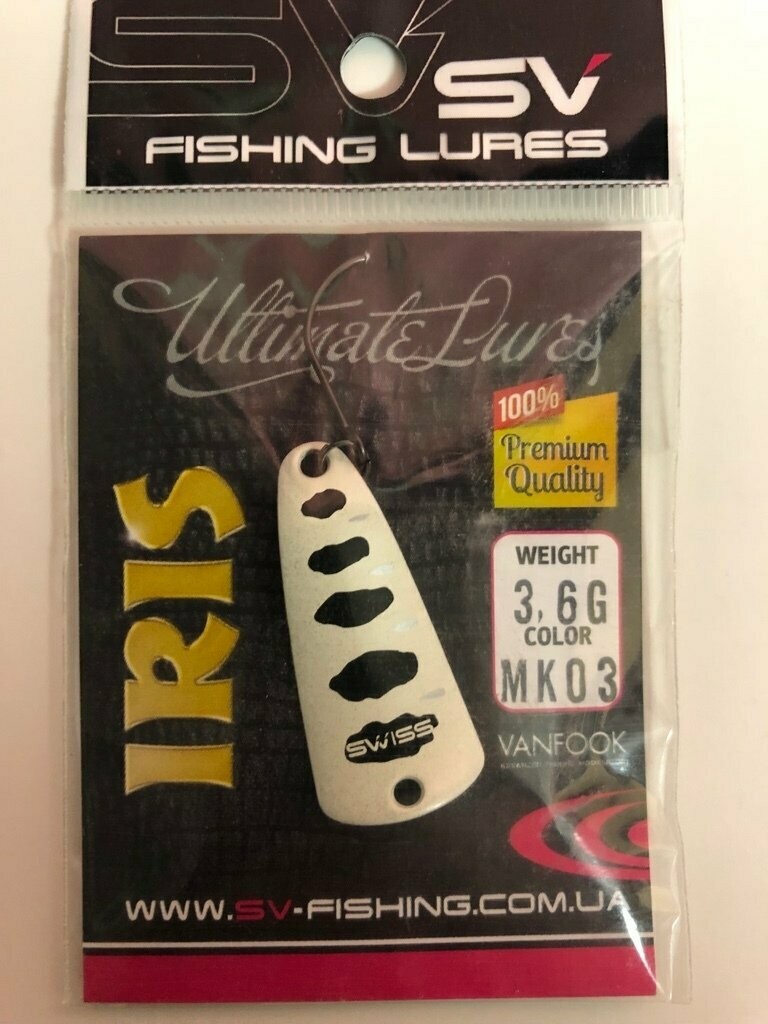 SV
SV
FISHING LURES
Ultimate Lures
100%
Premium
Quality
IRIS
WEIGHT
3,6G
COLOR
MK03
SWISS
VANFOOK
WWW.SV-FISHING.COM.UA